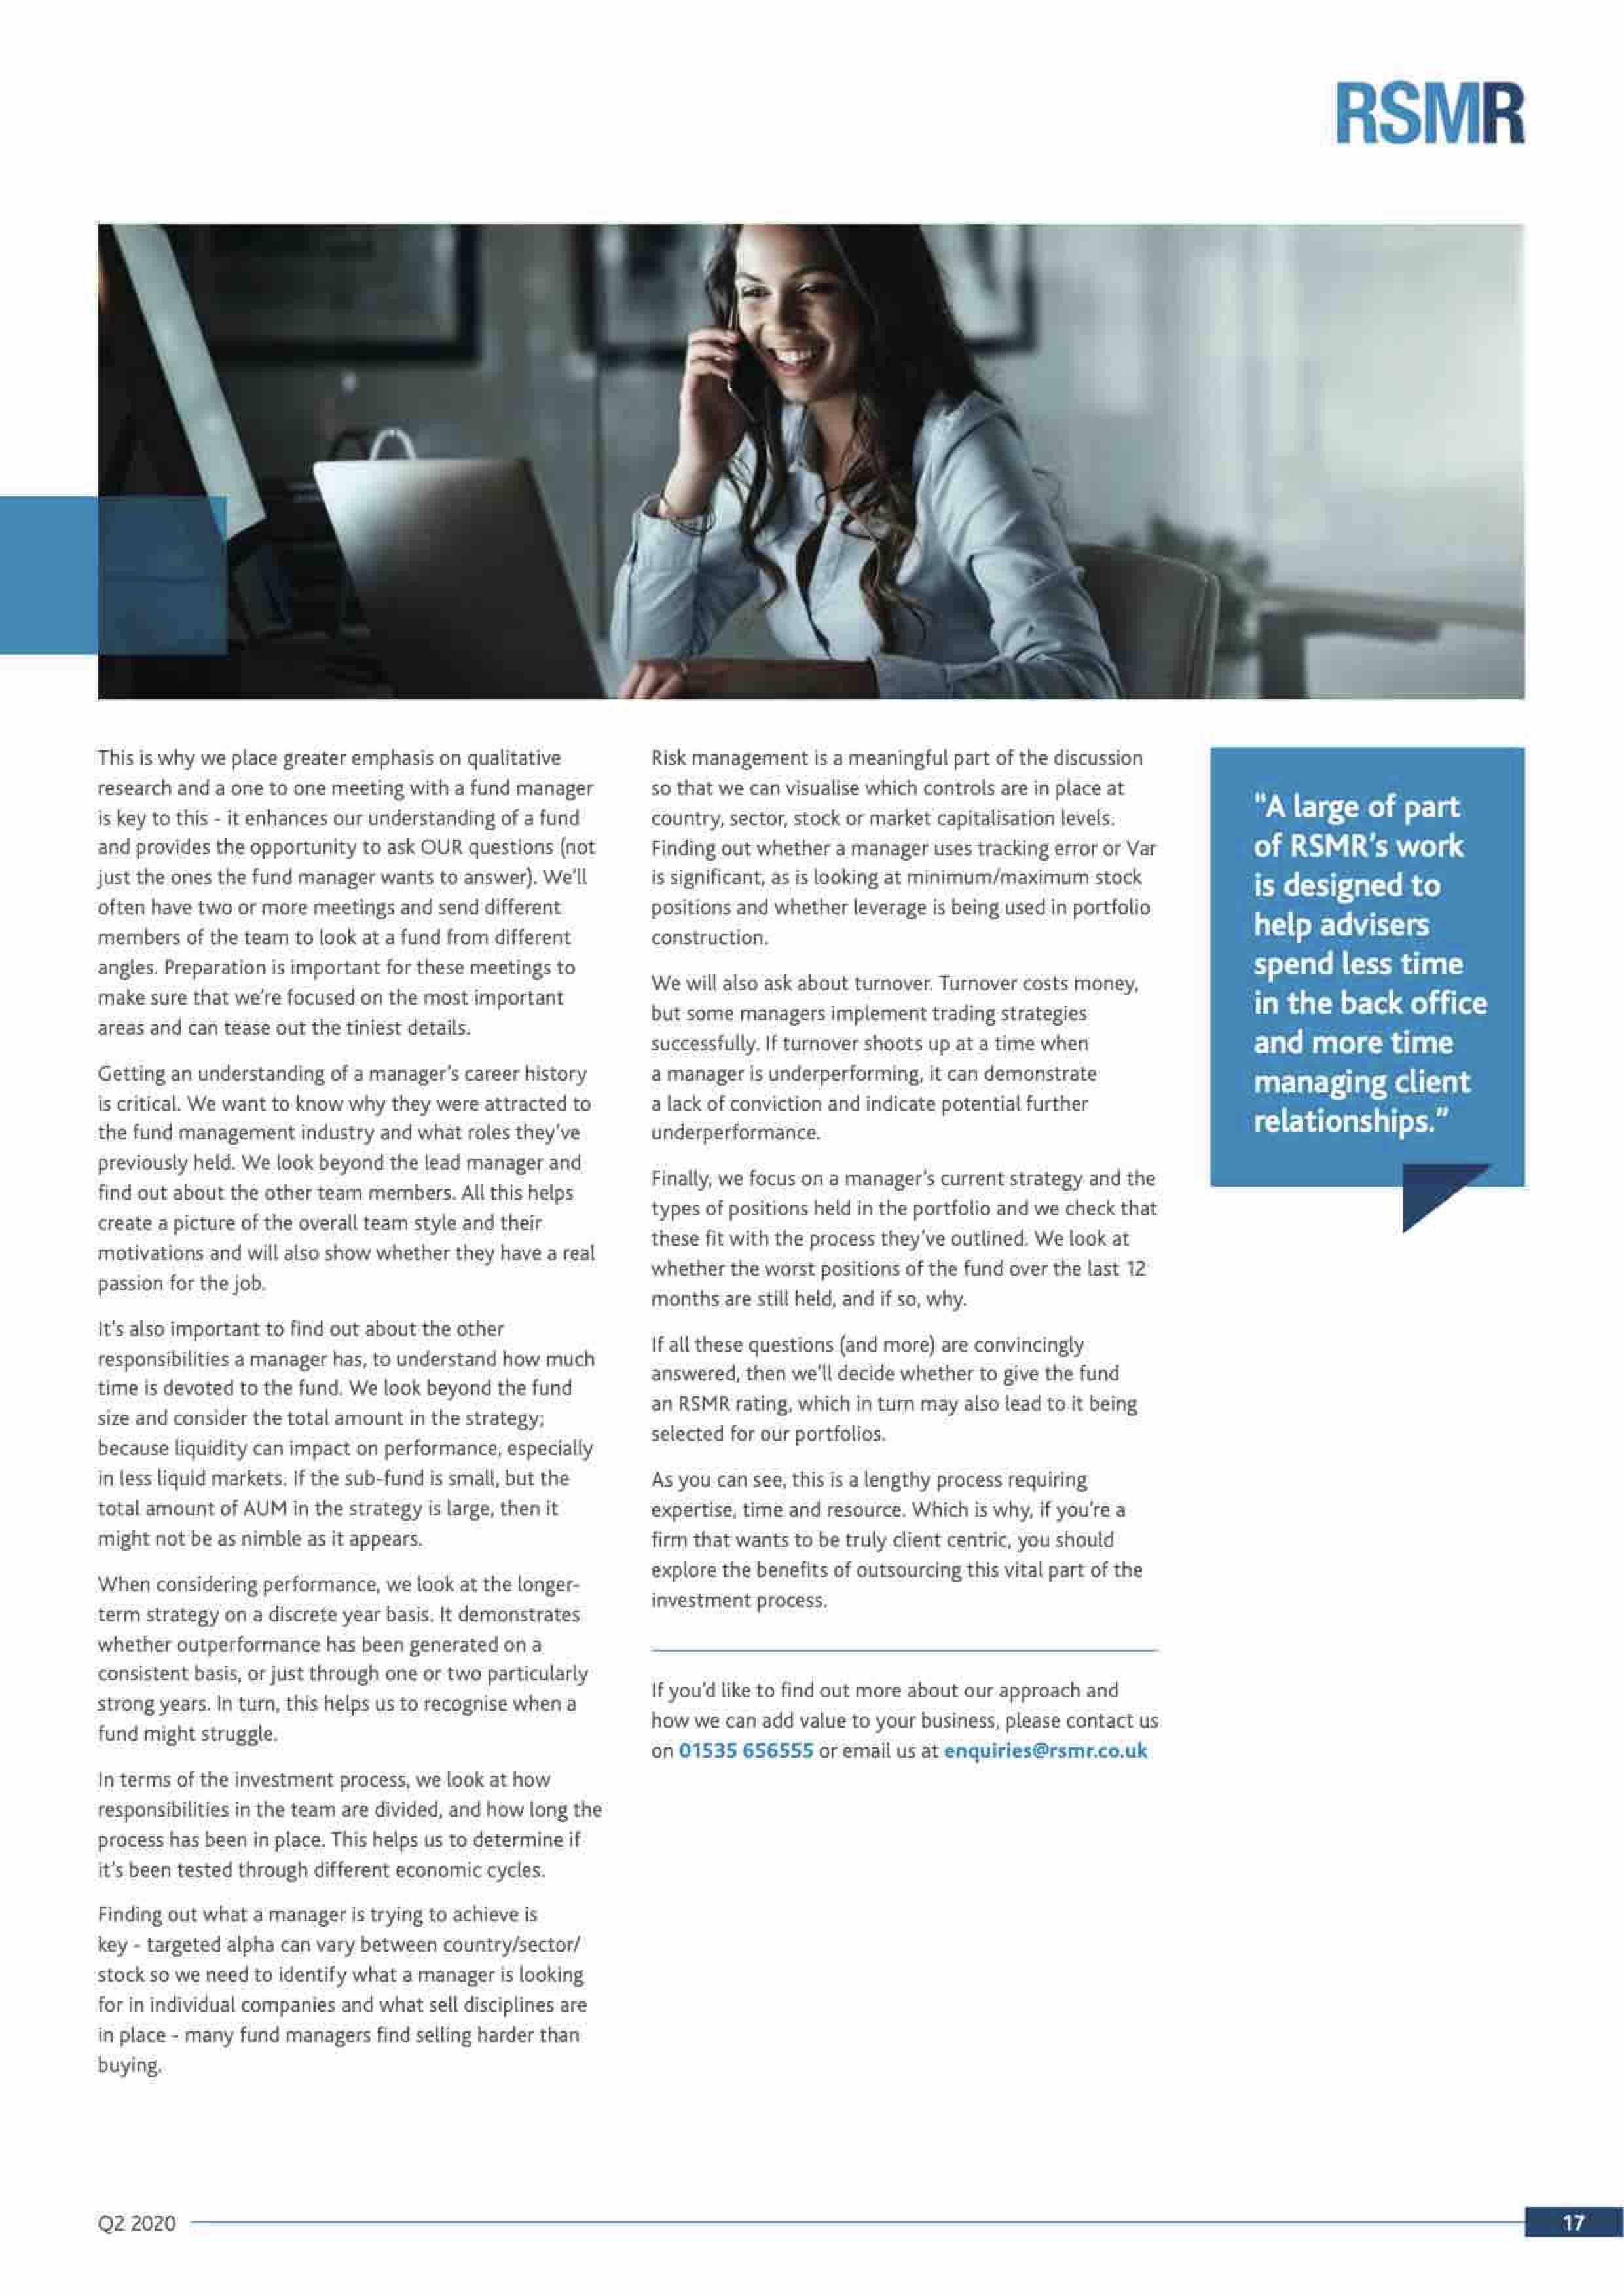 RSMR
This is why we place greater emphasis on qualitative
research and a one to one meeting with a fund manager
is key to this - it enhances our understanding of a fund
and provides the opportunity to ask OUR questions (not
just the ones the fund manager wants to answer). We'll
often have two or more meetings and send different
members of the team to look at a fund from different
angles. Preparation is important for these meetings to
make sure that we're focused on the most important
areas and can tease out the tiniest details.
Getting an understanding of a manager's career history
is critical. We want to know why they were attracted to
the fund management industry and what roles they've
previously held. We look beyond the lead manager and
find out about the other team members. All this helps
create a picture of the overall team style and their
motivations and will also show whether they have a real
passion for the job.
It's also important to find out about the other
responsibilities a manager has, to understand how much
time is devoted to the fund. We look beyond the fund
size and consider the total amount in the strategy;
because liquidity can impact on performance, especially
in less liquid markets. If the sub-fund is small, but the
total amount of AUM in the strategy is large, then it
might not be as nimble as it appears.
When considering performance, we look at the longer-
term strategy on a discrete year basis. It demonstrates
whether outperformance has been generated on a
consistent basis, or just through one or two particularly
strong years. In turn, this helps us to recognise when a
fund might struggle.
In terms of the investment process, we look at how
responsibilities in the team are divided, and how long the
process has been in place. This helps us to determine if
it's been tested through different economic cycles.
Finding out what a manager is trying to achieve is
key - targeted alpha can vary between country/sector/
stock so we need to identify what a manager is looking
for in individual companies and what sell disciplines are
in place - many fund managers find selling harder than
buying.
Risk management is a meaningful part of the discussion
so that we can visualise which controls are in place at
country, sector, stock or market capitalisation levels.
Finding out whether a manager uses tracking error or Var
is significant, as is looking at minimum/maximum stock
positions and whether leverage is being used in portfolio
construction.
We will also ask about turnover. Turnover costs money,
but some managers implement trading strategies
successfully. If turnover shoots up at a time when
a manager is underperforming, it can demonstrate
a lack of conviction and indicate potential further
underperformance.
Finally, we focus on a manager's current strategy and the
types of positions held in the portfolio and we check that
these fit with the process they've outlined. We look at
whether the worst positions of the fund over the last 12
months are still held, and if so, why.
If all these questions (and more) are convincingly
answered, then we'll decide whether to give the fund
an RSMR rating, which in turn may also lead to it being
selected for our portfolios.
As you can see, this is a lengthy process requiring
expertise, time and resource. Which is why, if you're a
firm that wants to be truly client centric, you should
explore the benefits of outsourcing this vital part of the
investment process.
If you'd like to find out more about our approach and
how we can add value to your business, please contact us
on 01535 656555 or email us at enquiries@rsmr.co.uk
"A large of part
of RSMR's work
is designed to
help advisers
spend less time
in the back office
and more time
managing client
relationships."
Q2 2020
17